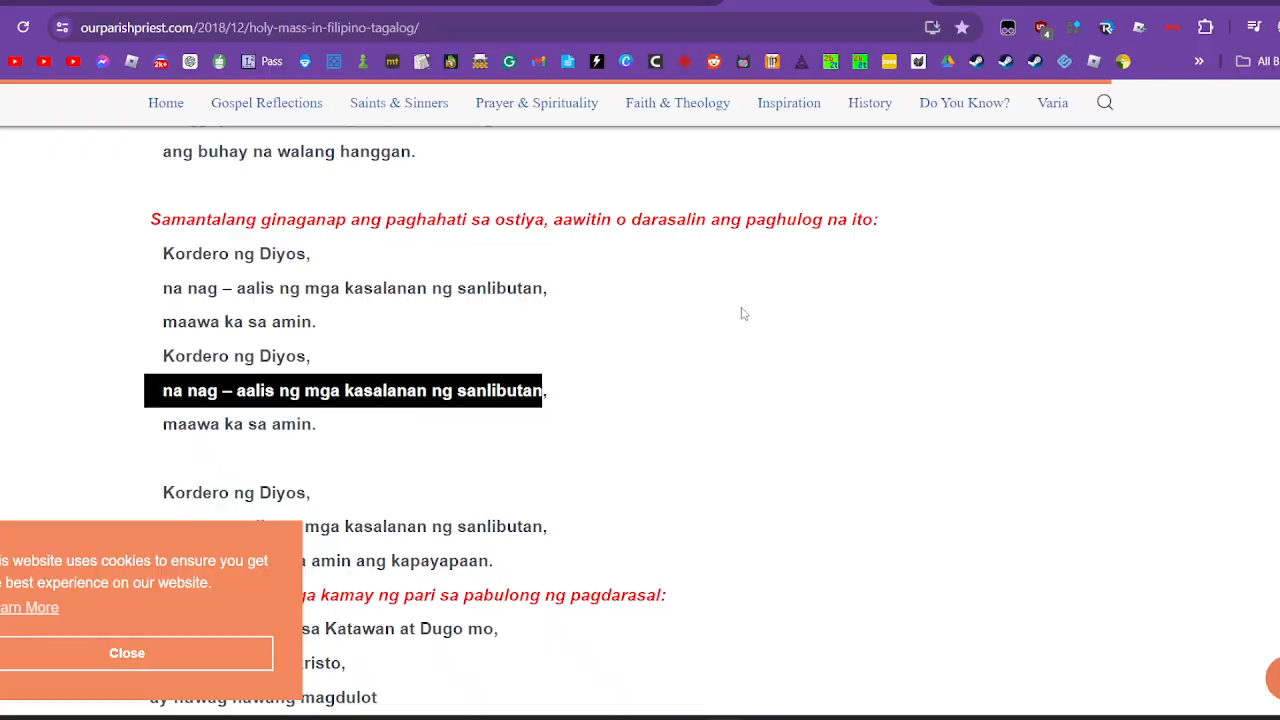 ourparishpriest.com/2018/12/holy-mass-in-filipino-tagalog/
Pass
All B
Home Gospel Reflections Saints & Sinners Prayer & Spirituality Faith & Theology Inspiration History Do You Know? Varia
ang buhay na walang hanggan.
Samantalang ginaganap ang paghahati sa ostiya, aawitin o darasalin ang paghulog na ito:
Kordero ng Diyos,
na nag – aalis ng mga kasalanan ng sanlibutan,
maawa ka sa amin.
Kordero ng Diyos,
na nag – aalis ng mga kasalanan ng sanlibutan,
maawa ka sa amin.
Kordero ng Diyos,
mga kasalanan ng sanlibutan,
amin ang kapayapaan.
kamay ng pari sa pabulong ng pagdarasal:
sa Katawan at Dugo mo,
magdulot
is website uses cookies to ensure you get
best experience on our website.
arn More
Close